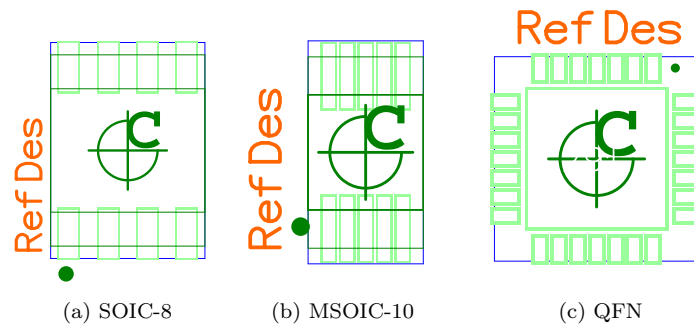 Ref Des
C
(a) SOIC-8
Ref Des
C
(b) MSOIC-10
Ref Des
C
(c) QFN